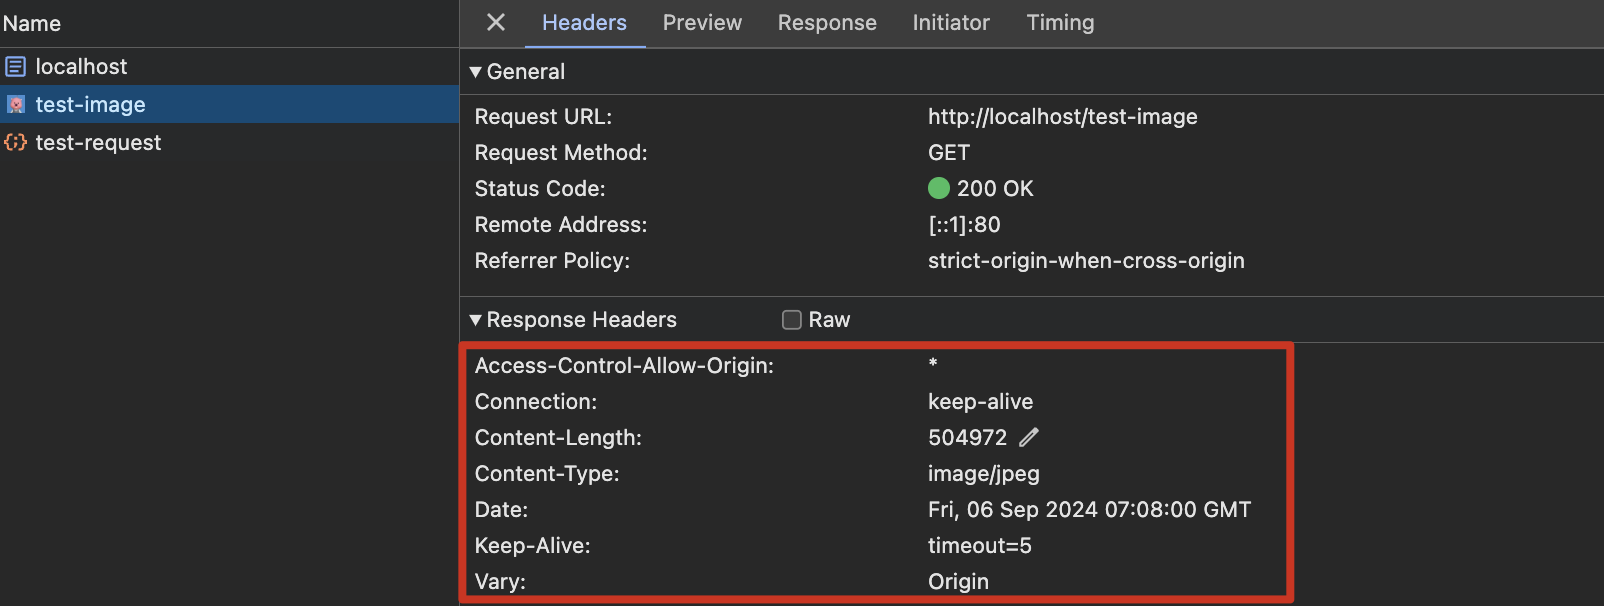 Name
localhost
test-image
test-request
Headers Preview Response Initiator Timing
General
Request URL: http://localhost/test-image
Request Method: GET
Status Code: 200 OK
Remote Address: [::1]:80
Referrer Policy: strict-origin-when-cross-origin
Response Headers Raw
Access-Control-Allow-Origin: *
Connection: keep-alive
Content-Length: 504972
Content-Type: image/jpeg
Date: Fri, 06 Sep 2024 07:08:00 GMT
Keep-Alive: timeout=5
Vary: Origin